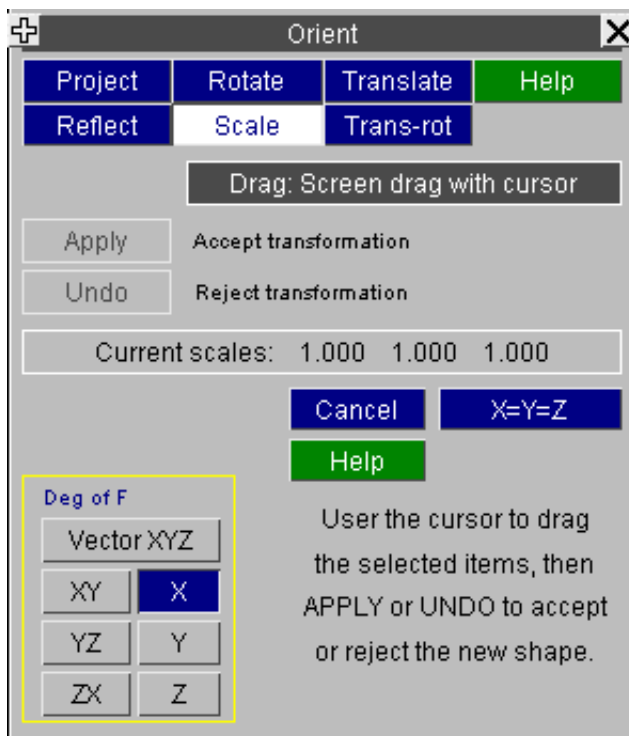 Orient
Project Rotate Translate Help
Reflect Scale Trans-rot
Drag: Screen drag with cursor
Apply Accept transformation
Undo Reject transformation
Current scales: 1.000 1.000 1.000
Cancel X=Y=Z
Help
Deg of F
Vector XYZ
XY X
YZ Y
ZX Z
User the cursor to drag
the selected items, then
APPLY or UNDO to accept
or reject the new shape.